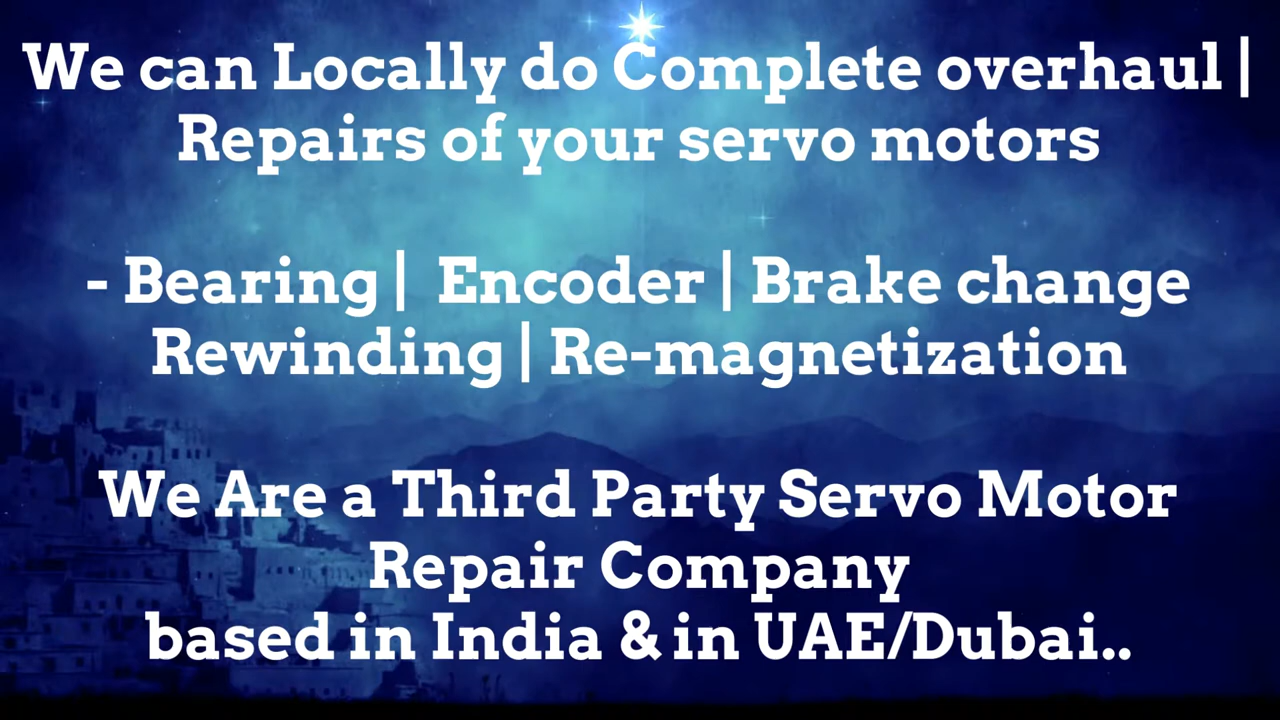 We can Locally do Complete overhaul |
Repairs of your servo motors
- Bearing | Encoder | Brake change
Rewinding | Re-magnetization
We Are a Third Party Servo Motor
Repair Company
based in India & in UAE/Dubai..